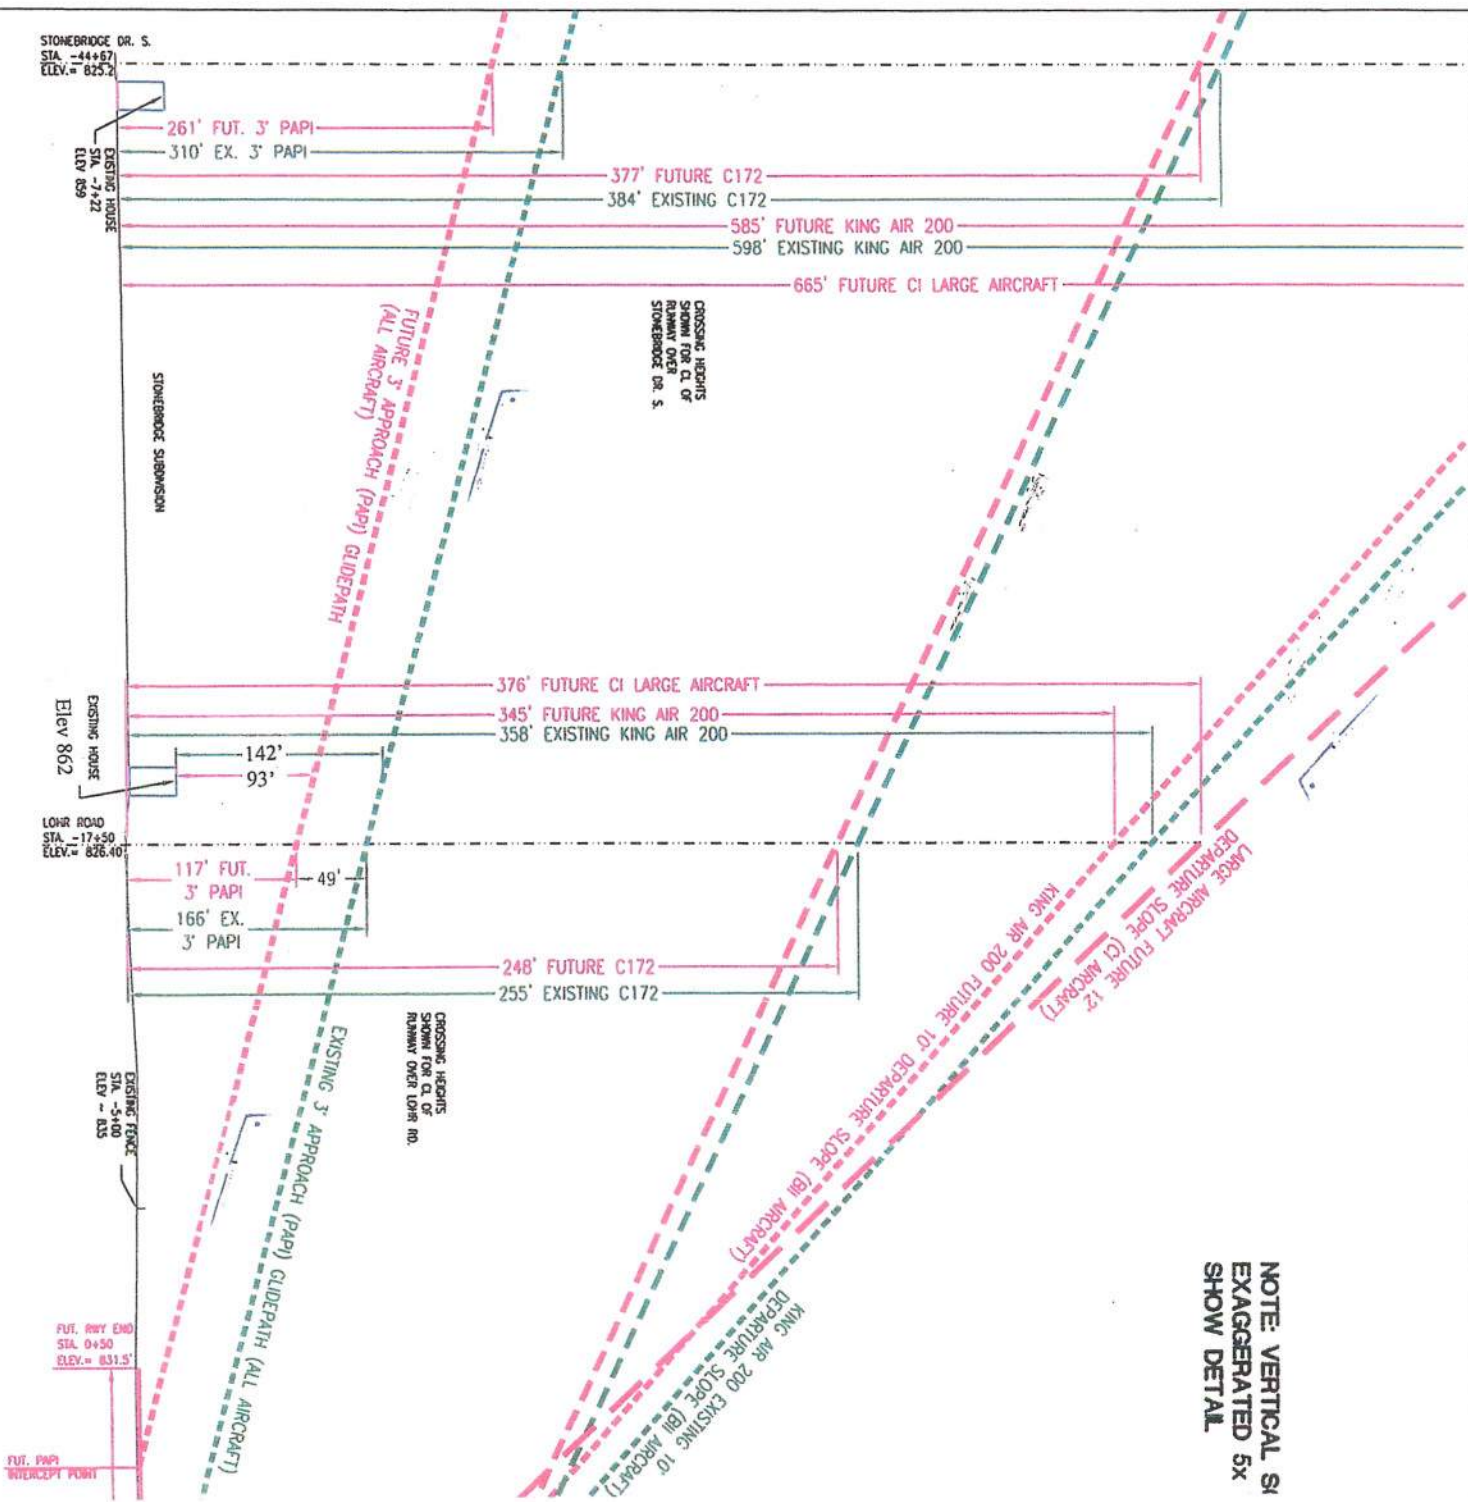 STONEBRIDGE DR. S.
STA. -44+67
ELEV.= 825.2
261' FUT. 3° PAPI
310' EX. 3° PAPI
377' FUTURE C172
384' EXISTING C172
585' FUTURE KING AIR 200
598' EXISTING KING AIR 200
665' FUTURE CI LARGE AIRCRAFT
EXISTING HOUSE
STA. -7+22
ELEV 859
CROSSING HEIGHTS
SHOWN FOR CL OF
RUNWAY OVER
STONEBRIDGE DR. S.
FUTURE 3° APPROACH (PAPI) GLIDEPATH
(ALL AIRCRAFT)
STONEBRIDGE SUBDIVISION
376' FUTURE CI LARGE AIRCRAFT
345' FUTURE KING AIR 200
358' EXISTING KING AIR 200
142'
93'
EXISTING HOUSE
Elev 862
LOHR ROAD
STA. -17+50
ELEV.= 826.40
117' FUT.
3° PAPI
49'
166' EX.
3° PAPI
248' FUTURE C172
255' EXISTING C172
LARGE AIRCRAFT FUTURE 12°
DEPARTURE SLOPE (CI AIRCRAFT)
KING AIR 200 FUTURE 10° DEPARTURE SLOPE (BII AIRCRAFT)
CROSSING HEIGHTS
SHOWN FOR CL OF
RUNWAY OVER LOHR RD.
EXISTING 3° APPROACH (PAPI) GLIDEPATH (ALL AIRCRAFT)
EXISTING FENCE
STA. -5+00
ELEV ~ 835
KING AIR 200 EXISTING 10°
DEPARTURE SLOPE (BII AIRCRAFT)
NOTE: VERTICAL
EXAGGERATED 5x
SHOW DETAIL
FUT. RWY END
STA. 0+50
ELEV.= 831.5'
FUT. PAPI
INTERCEPT POINT